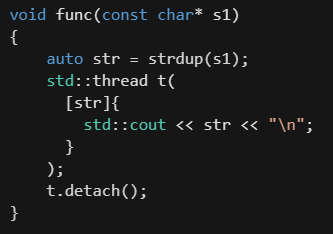 void func(const char* s1)
{
    auto str = strdup(s1);
    std::thread t(
      [str]{
        std::cout << str << "\n";
      }
    );
    t.detach();
}